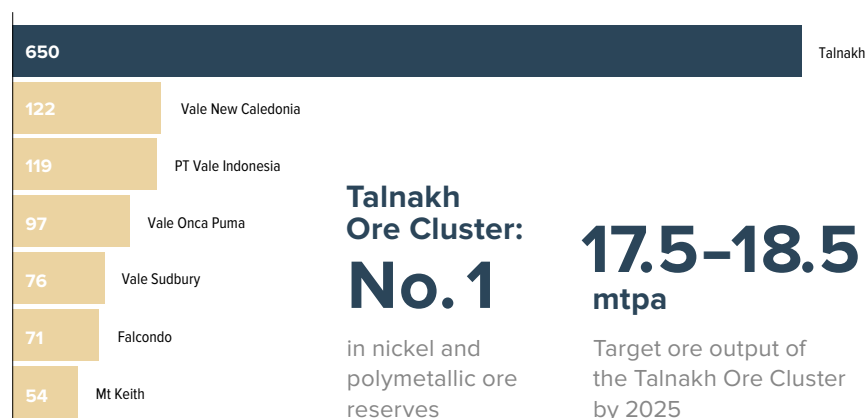 650 Talnakh
122 Vale New Caledonia
119 PT Vale Indonesia
97 Vale Onca Puma
76 Vale Sudbury
71 Falcondo
54 Mt Keith
Talnakh
Ore Cluster:
No. 1
in nickel and
polymetallic ore
reserves
17.5–18.5
mtpa
Target ore output of
the Talnakh Ore Cluster
by 2025